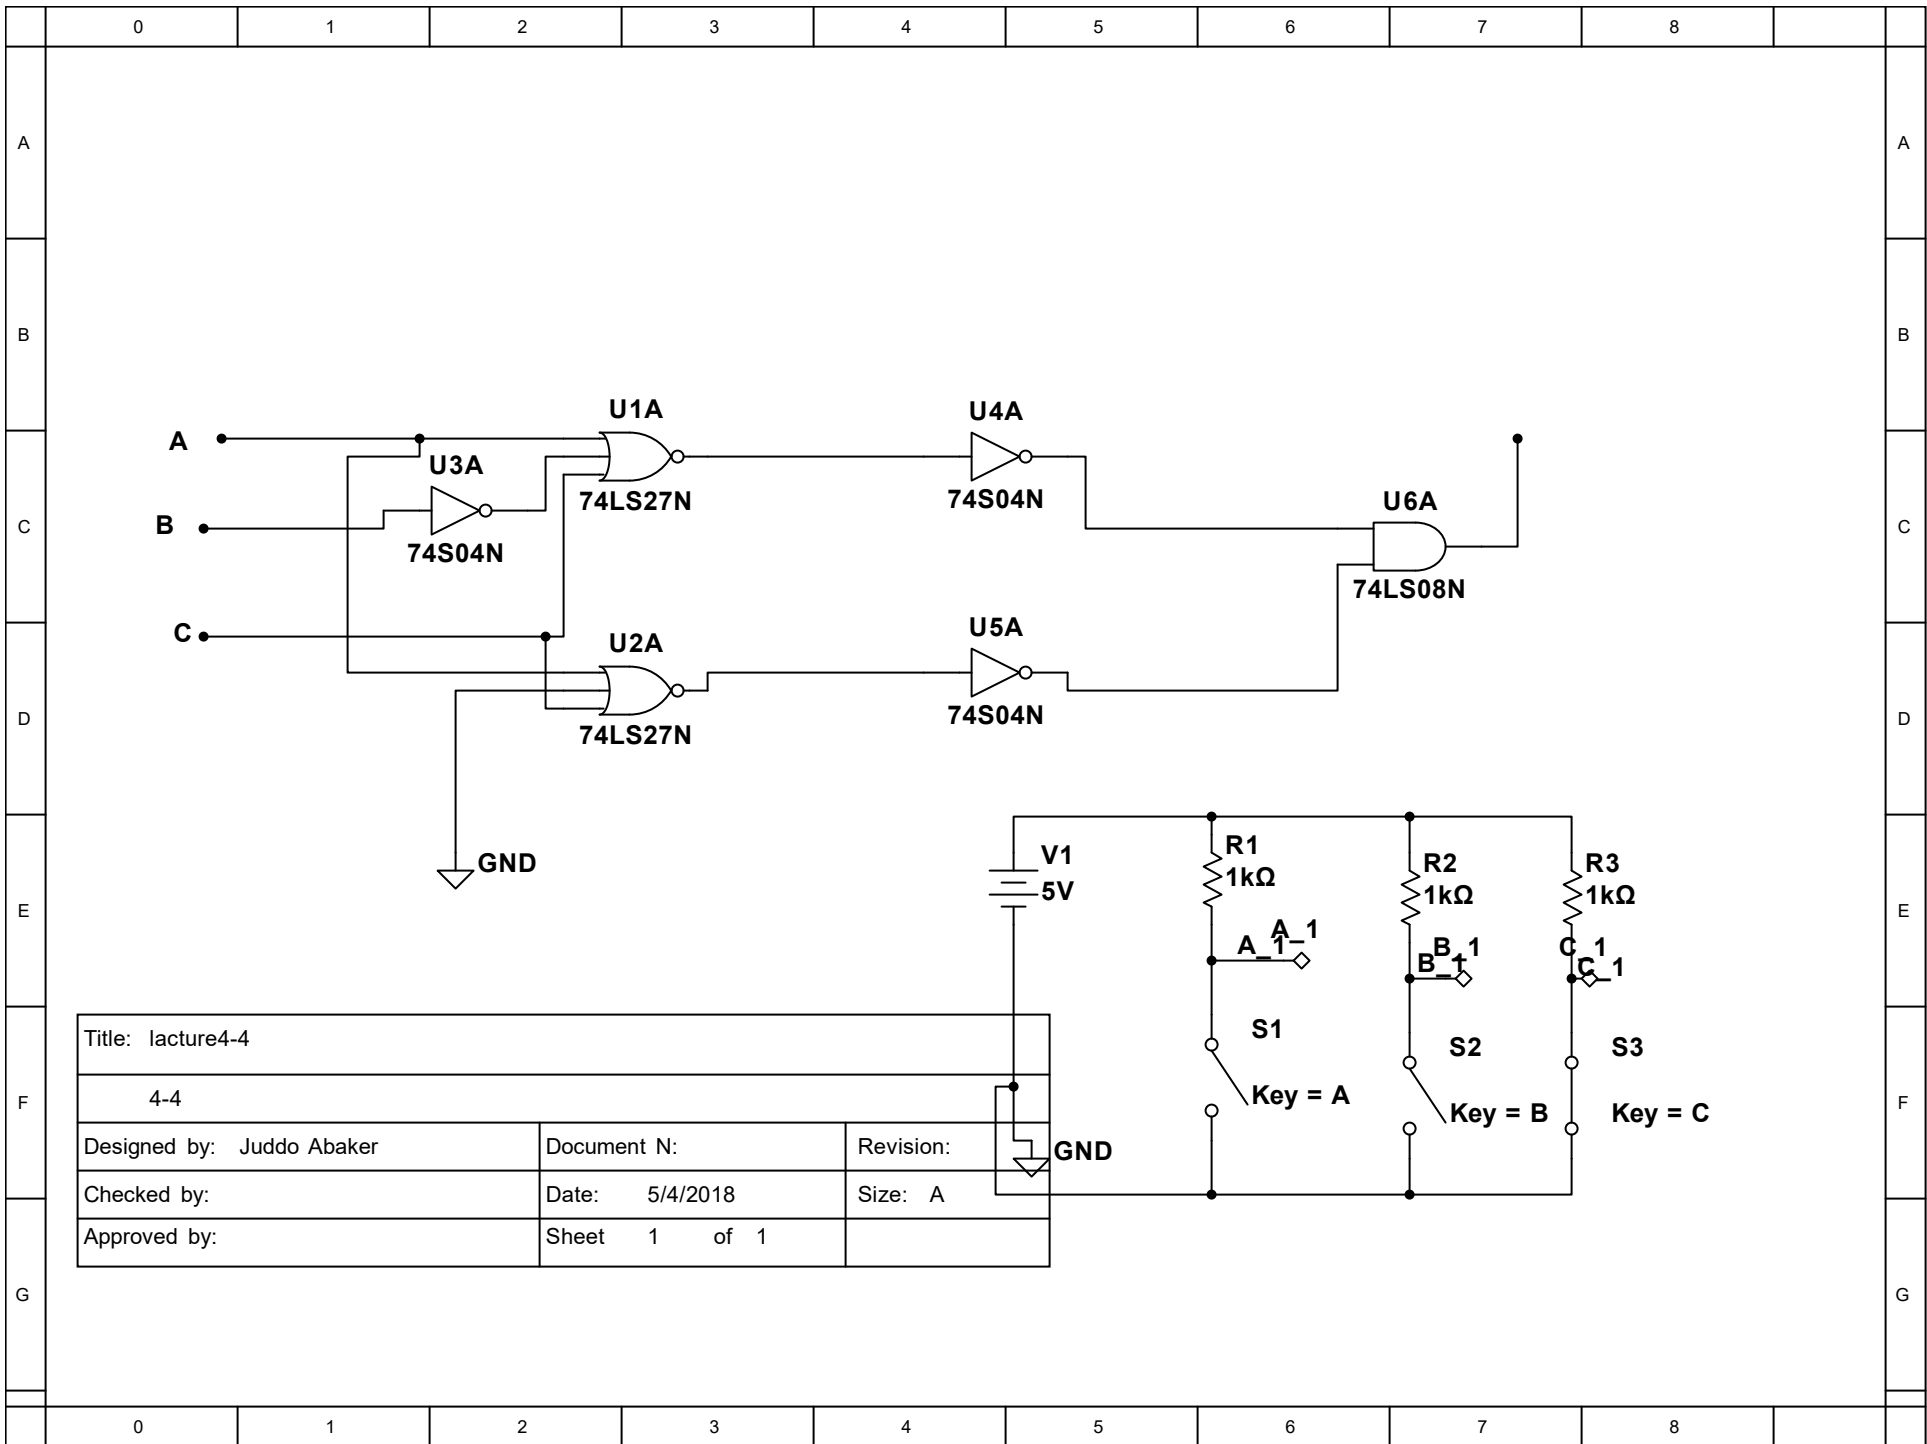 0 1 2 3 4 5 6 7 8
A A
B B
U1A U4A
A
U3A
74LS27N 74S04N U6A
B
C C
74S04N
74LS08N
C U2A U5A
D D
74LS27N 74S04N
GND
V1 R1 R2 R3
5V 1kΩ 1kΩ 1kΩ
E E
A_1 A_1 B_1 B_1 C_1 C_1
Title: lacture4-4
S1 S2 S3
4-4
F Key = A Key = B Key = C F
Designed by: Juddo Abaker Document N: Revision:
GND
Checked by: Date: 5/4/2018 Size: A
Approved by: Sheet 1 of 1
G G
0 1 2 3 4 5 6 7 8